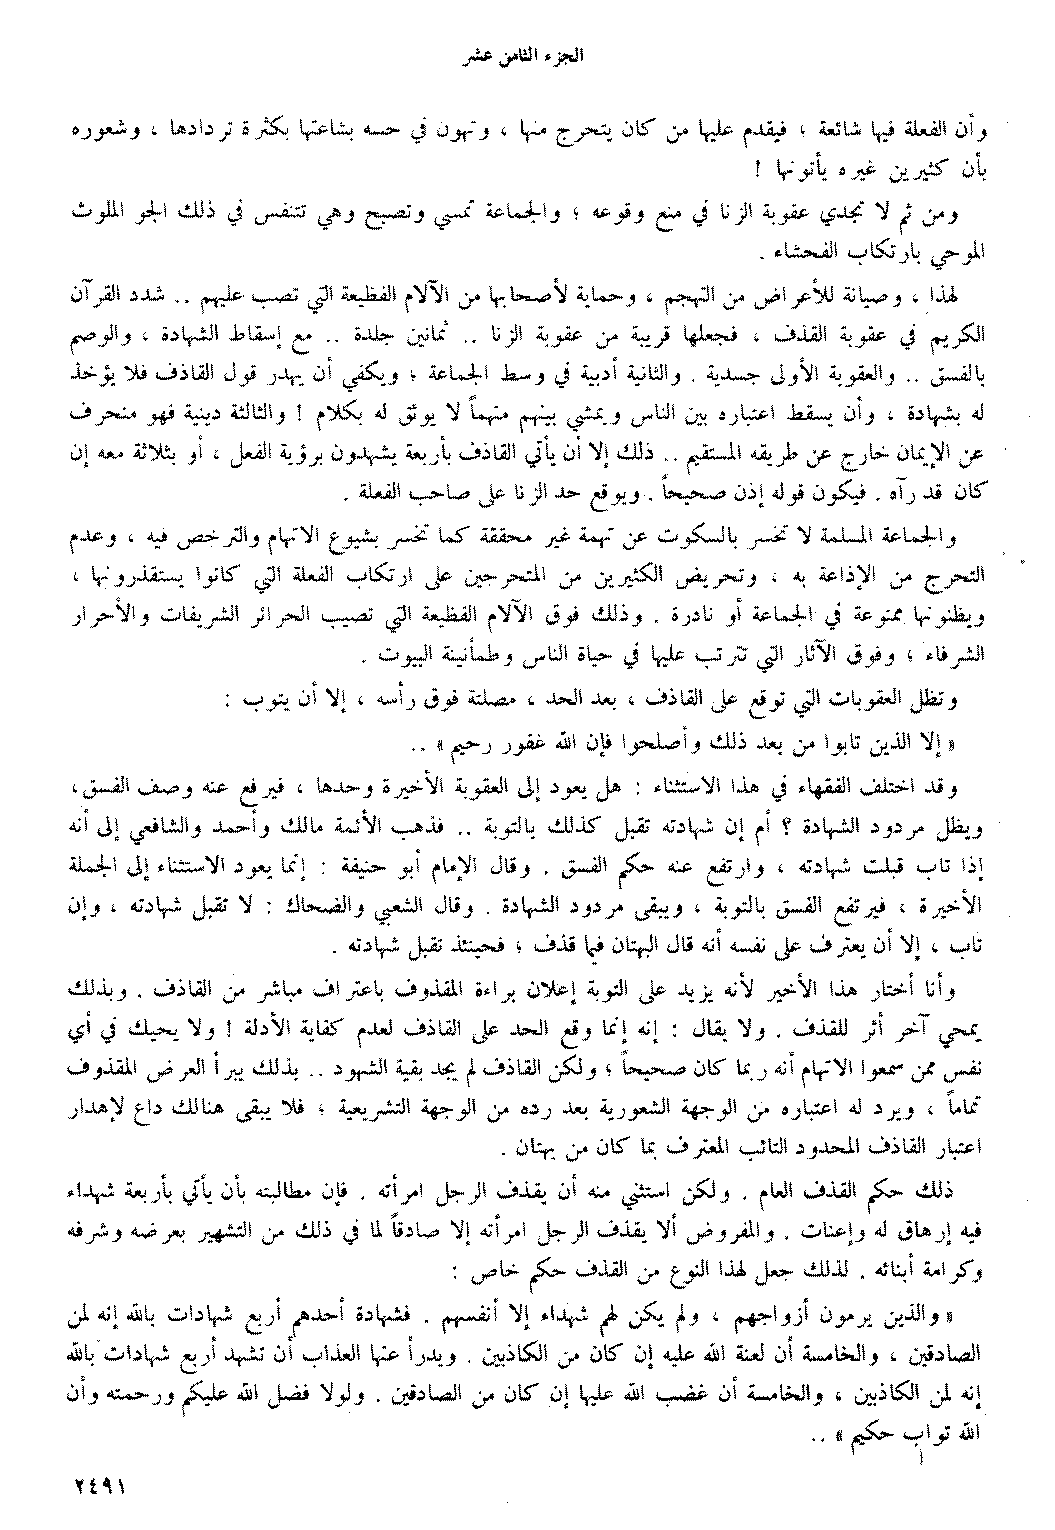 الجزء الثامن عشر
وأن الفعلة فيها شائعة ؛ فيقدم عليها من كان يتحرج منها ، وتهون في حسه بشاعتها بكثرة تردادها ، وشعوره
بأن كثيرين غيره يأتونها !
ومن ثم لا تجدي عقوبة الزنا في منع وقوعه ؛ والجماعة تمسي وتصبح وهي تتنفس في ذلك الجو الملوث
الموحي بارتكاب الفحشاء .
لهذا ، وصيانة للأعراض من التهجم ، وحماية لأصحابها من الآلام الفظيعة التي تصب عليهم .. شدد القرآن
الكريم في عقوبة القذف ، فجعلها قريبة من عقوبة الزنا .. ثمانين جلدة .. مع إسقاط الشهادة ، والوصم
بالفسق .. والعقوبة الأولى جسدية . والثانية أدبية في وسط الجماعة ؛ ويكفي أن يهدر قول القاذف فلا يؤخذ
له بشهادة ، وأن يسقط اعتباره بين الناس ويمشي بينهم متهماً لا يوثق له بكلام ! والثالثة دينية فهو منحرف
عن الإيمان خارج عن طريقه المستقيم .. ذلك إلا أن يأتي القاذف بأربعة يشهدون برؤية الفعل ، أو بثلاثة معه إن
كان قد رآه . فيكون قوله إذن صحيحاً . ويوقع حد الزنا على صاحب الفعلة .
والجماعة المسلمة لا تخسر بالسكوت عن تهمة غير محققة كما تخسر بشيوع الاتهام والترخص فيه ، وعدم
التحرج من الإذاعة به ، وتحريض الكثيرين من المتحرجين على ارتكاب الفعلة التي كانوا يستقذرونها ،
ويظنونها ممنوعة في الجماعة أو نادرة . وذلك فوق الآلام الفظيعة التي تصيب الحرائر الشريفات والأحرار
الشرفاء ؛ وفوق الآثار التي تترتب عليها في حياة الناس وطمأنينة البيوت .
وتظل العقوبات التي توقع على القاذف ، بعد الحد ، مصلتة فوق رأسه ، إلا أن يتوب :
« إلا الذين تابوا من بعد ذلك وأصلحوا فإن الله غفور رحيم » ..
وقد اختلف الفقهاء في هذا الاستثناء : هل يعود إلى العقوبة الأخيرة وحدها ، فيرفع عنه وصف الفسق،
ويظل مردود الشهادة ؟ أم إن شهادته تقبل كذلك بالتوبة .. فذهب الأئمة مالك وأحمد والشافعي إلى أنه
إذا تاب قبلت شهادته ، وارتفع عنه حكم الفسق . وقال الإمام أبو حنيفة : إنما يعود الاستثناء إلى الجملة
الأخيرة ، فيرتفع الفسق بالتوبة ، ويبقى مردود الشهادة . وقال الشعبي والضحاك : لا تقبل شهادته ، وإن
تاب ، إلا أن يعترف على نفسه أنه قال البهتان فيما قذف ؛ فحينئذ تقبل شهادته .
وأنا أختار هذا الأخير لأنه يزيد على التوبة إعلان براءة المقذوف باعتراف مباشر من القاذف . وبذلك
يمحي آخر أثر للقذف . ولا يقال : إنه إنما وقع الحد على القاذف لعدم كفاية الأدلة ! ولا يحيك في أي
نفس ممن سمعوا الاتهام أنه ربما كان صحيحاً ؛ ولكن القاذف لم يجد بقية الشهود .. بذلك يبرأ العرض المقذوف
تماماً ، ويرد له اعتباره من الوجهة الشعورية بعد رده من الوجهة التشريعية ؛ فلا يبقى هنالك داع لإهدار
اعتبار القاذف المحدود التائب المعترف بما كان من بهتان .
ذلك حكم القذف العام . ولكن استثني منه أن يقذف الرجل امرأته . فإن مطالبته بأن يأتي بأربعة شهداء
فيه إرهاق له وإعنات . والمفروض ألا يقذف الرجل امرأته إلا صادقاً لما في ذلك من التشهير بعرضه وشرفه
وكرامة أبنائه . لذلك جعل لهذا النوع من القذف حكم خاص :
« والذين يرمون أزواجهم ، ولم يكن لهم شهداء إلا أنفسهم . فشهادة أحدهم أربع شهادات بالله إنه لمن
الصادقين ، والخامسة أن لعنة الله عليه إن كان من الكاذبين . ويدرأ عنها العذاب أن تشهد أربع شهادات بالله
إنه لمن الكاذبين ، والخامسة أن غضب الله عليها إن كان من الصادقين . ولولا فضل الله عليكم ورحمته وأن
الله تواب حكيم » ..
٢٤٩١